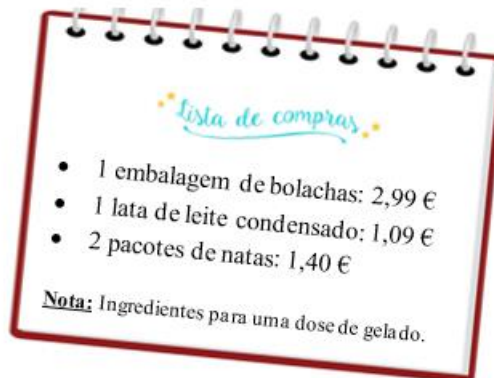 Lista de compras
• 1 embalagem de bolachas: 2,99 €
• 1 lata de leite condensado: 1,09 €
• 2 pacotes de natas: 1,40 €
Nota: Ingredientes para uma dose de gelado.